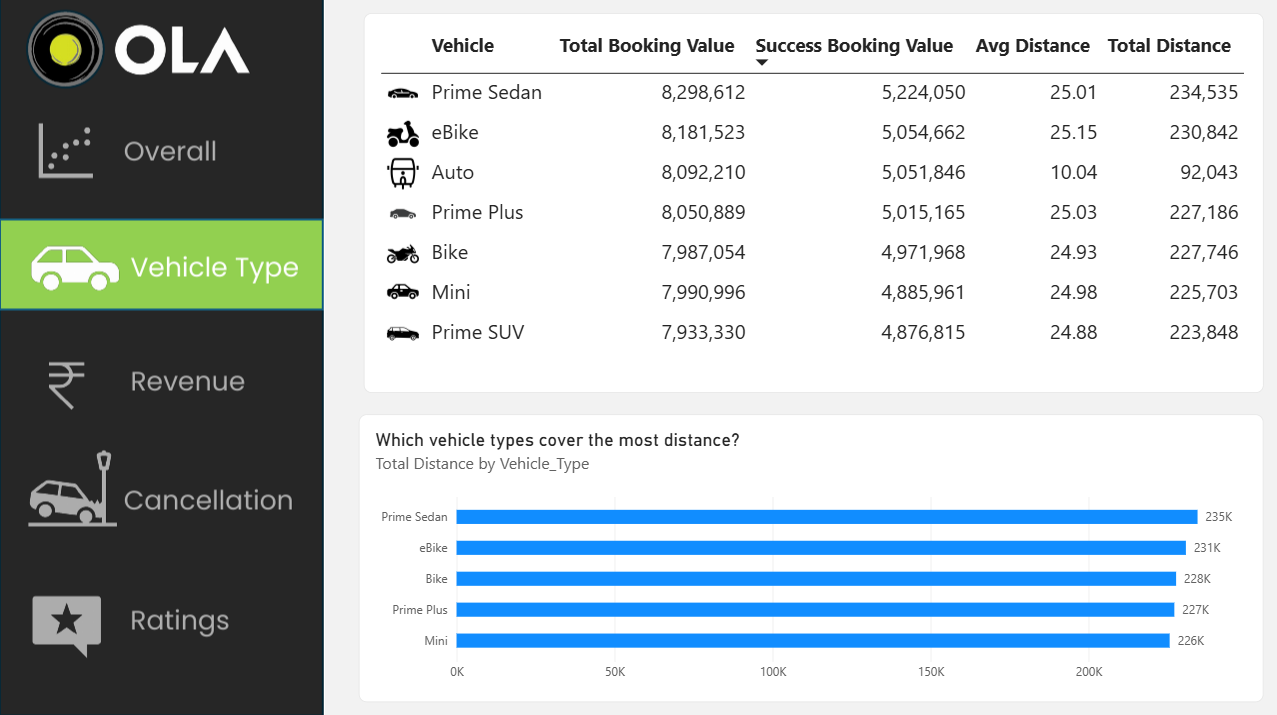 OLA
Overall
Vehicle Type
Revenue
Cancellation
Ratings
Vehicle Total Booking Value Success Booking Value Avg Distance Total Distance
Prime Sedan 8,298,612 5,224,050 25.01 234,535
eBike 8,181,523 5,054,662 25.15 230,842
Auto 8,092,210 5,051,846 10.04 92,043
Prime Plus 8,050,889 5,015,165 25.03 227,186
Bike 7,987,054 4,971,968 24.93 227,746
Mini 7,990,996 4,885,961 24.98 225,703
Prime SUV 7,933,330 4,876,815 24.88 223,848
Which vehicle types cover the most distance?
Total Distance by Vehicle_Type
Prime Sedan 235K
eBike 231K
Bike 228K
Prime Plus 227K
Mini 226K
0K 50K 100K 150K 200K